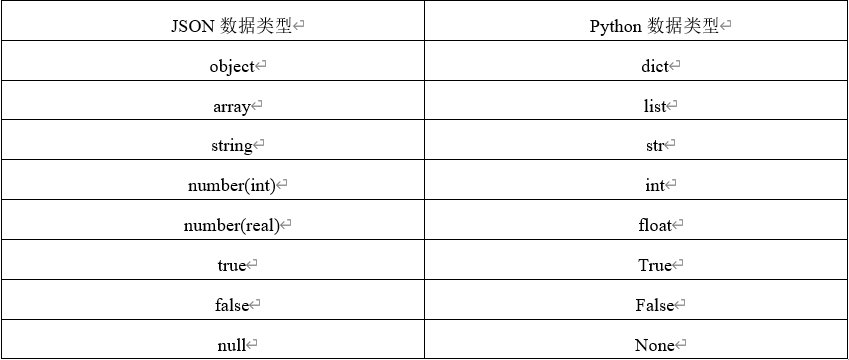 JSON 数据类型 Python 数据类型
object dict
array list
string str
number(int) int
number(real) float
true True
false False
null None